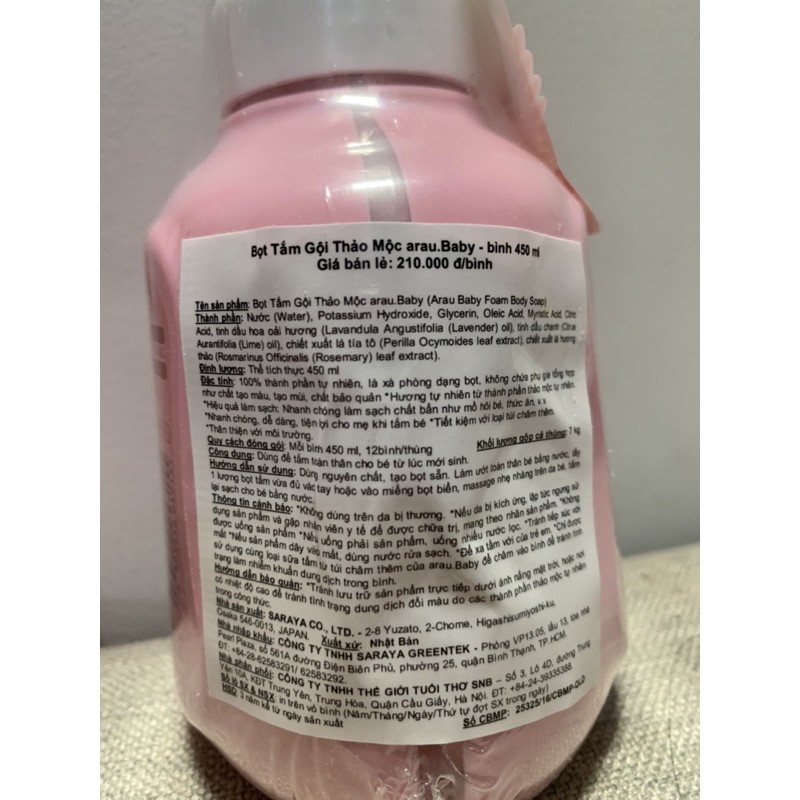 Bọt Tắm Gội Thảo Mộc arau.Baby - bình 450 ml
Giá bán lẻ: 210.000 đ/bình
Tên sản phẩm: Bọt Tắm Gội Thảo Mộc arau.Baby (Arau Baby Foam Body Soap)
Thành phần: Nước (Water), Potassium Hydroxide, Glycerin, Oleic Acid, Myristic Acid, Citric
Acid, tinh dầu hoa oải hương (Lavandula Angustifolia (Lavender) oil), tinh dầu chanh (Citrus
Aurantifolia (Lime) oil), chiết xuất lá tía tô (Perilla Ocymoides leaf extract), chiết xuất lá hương
thảo (Rosmarinus Officinalis (Rosemary) leaf extract).
Định lượng: Thể tích thực 450 ml
Đặc tính: 100% thành phần tự nhiên, là xà phòng dạng bọt, không chứa phụ gia tổng hợp
như chất tạo màu, tạo mùi, chất bảo quản *Hương tự nhiên từ thành phần thảo mộc tự nhiên.
*Hiệu quả làm sạch: Nhanh chóng làm sạch chất bẩn như mồ hôi bé, thức ăn, v.v.
*Nhanh chóng, dễ dàng, tiện lợi cho mẹ khi tắm bé *Tiết kiệm với loại túi châm thêm.
*Thân thiện với môi trường.
Quy cách đóng gói: Mỗi bình 450 ml, 12bình/thùng Khối lượng góp cả thùng: 7 kg
Công dụng: Dùng để tắm toàn thân cho bé từ lúc mới sinh.
Hướng dẫn sử dụng: Dùng nguyên chất, tạo bọt sẵn. Làm ướt toàn thân bé bằng nước, lấy
1 lượng bọt tắm vừa đủ vào tay hoặc vào miếng bọt biển, massage nhẹ nhàng trên da bé, tắm
lại sạch cho bé bằng nước.
Thông tin cảnh báo: *Không dùng trên da bị thương. *Nếu da bị kích ứng, lập tức ngưng sử
dụng sản phẩm và gặp nhân viên y tế để được chữa trị, mang theo nhãn sản phẩm. *Không
được uống sản phẩm *Nếu uống phải sản phẩm, uống nhiều nước lọc. *Tránh tiếp xúc với
mắt *Nếu sản phẩm dây vào mắt, dùng nước rửa sạch. *Để xa tầm với của trẻ em. *Chỉ được
sử dụng cùng loại sữa tắm từ túi châm thêm của arau.Baby để châm vào bình để tránh tình
trạng làm nhiễm khuẩn dung dịch trong bình.
Hướng dẫn bảo quản: *Tránh lưu trữ sản phẩm trực tiếp dưới ánh nắng mặt trời, hoặc nơi
có nhiệt độ cao để tránh tình trạng dung dịch đổi màu do các thành phần thảo mộc tự nhiên
trong công thức.
Nhà sản xuất: SARAYA CO., LTD. - 2-8 Yuzato, 2-Chome, Higashisumiyoshi-ku,
Osaka 546-0013, JAPAN. Xuất xứ: Nhật Bản
Nhà nhập khẩu: CÔNG TY TNHH SARAYA GREENTEK - Phòng VP13.05, lầu 13, tòa nhà
Pearl Plaza, số 561A đường Điện Biên Phủ, phường 25, quận Bình Thạnh, TP.HCM.
ĐT: +84-28-62583291/ 62583292.
Nhà phân phối: CÔNG TY TNHH THẾ GIỚI TUỔI THƠ SNB – Số 3, Lô 4D, đường Trung
Yên 10A, KĐT Trung Yên, Trung Hòa, Quận Cầu Giấy, Hà Nội. ĐT: +84-24-39335388
Số lô SX & NSX: in trên vỏ bình (Năm/Tháng/Ngày/Thứ tự đợt SX trong ngày)
HSD: 3 năm kể từ ngày sản xuất Số CBMP: 25325/16/CBMP-QLD